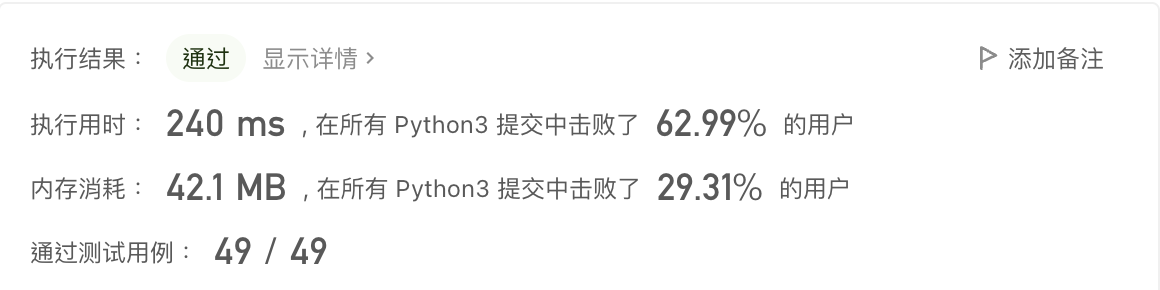 执行结果： 通过 显示详情 > 添加备注
执行用时： 240 ms , 在所有 Python3 提交中击败了 62.99% 的用户
内存消耗： 42.1 MB , 在所有 Python3 提交中击败了 29.31% 的用户
通过测试用例： 49 / 49